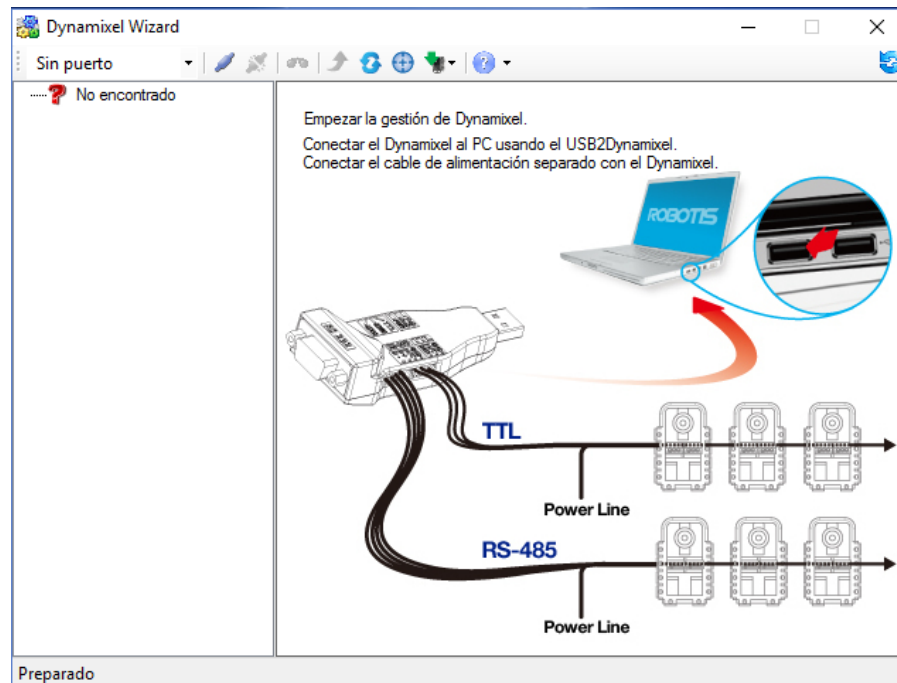 Dynamixel Wizard
Sin puerto
No encontrado
Empezar la gestión de Dynamixel.
Conectar el Dynamixel al PC usando el USB2Dynamixel.
Conectar el cable de alimentación separado con el Dynamixel.
ROBOTIS
TTL
Power Line
RS-485
Power Line
Preparado